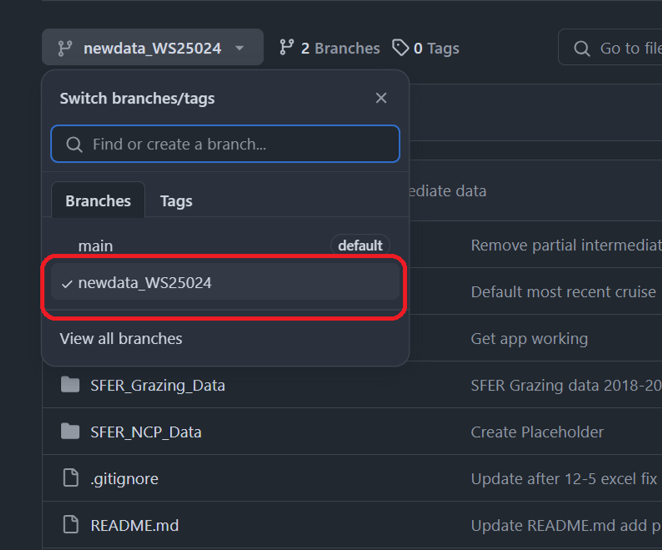 newdata_WS25024
2 Branches
0 Tags
Go to file
Switch branches/tags
Find or create a branch...
Branches
Tags
ediate data
main
default
Remove partial intermediat
newdata_WS25024
Default most recent cruise
View all branches
Get app working
SFER_Grazing_Data
SFER Grazing data 2018-20
SFER_NCP_Data
Create Placeholder
.gitignore
Update after 12-5 excel fix
README.md
Update README.md add p